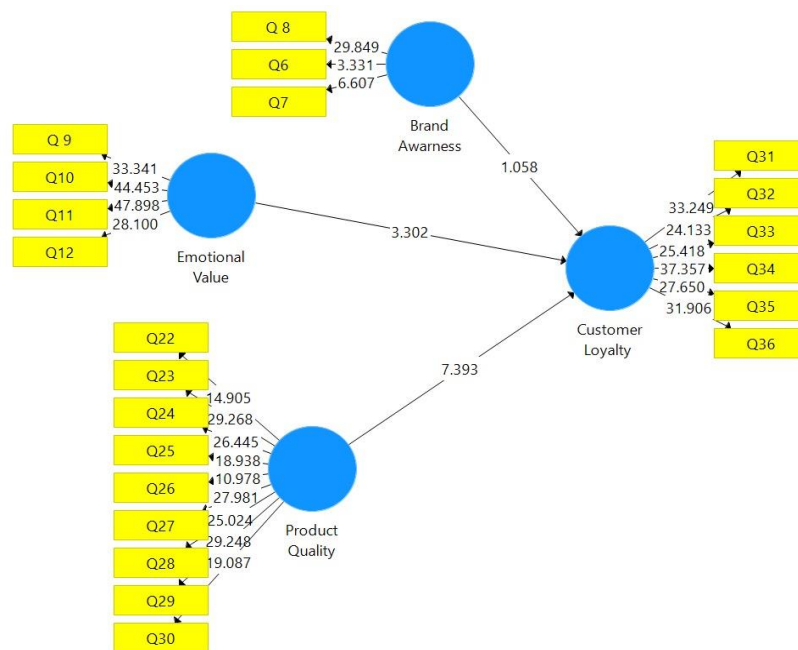 Q 8
Q6
Q7
29.849
3.331
6.607
Brand
Awarness
Q 9
Q10
Q11
Q12
33.341
44.453
47.898
28.100
Emotional
Value
1.058
3.302
7.393
Q31
Q32
Q33
Q34
Q35
Q36
33.249
24.133
25.418
37.357
27.650
31.906
Customer
Loyalty
Q22
Q23
Q24
Q25
Q26
Q27
Q28
Q29
Q30
14.905
29.268
26.445
18.938
10.978
27.981
25.024
29.248
19.087
Product
Quality